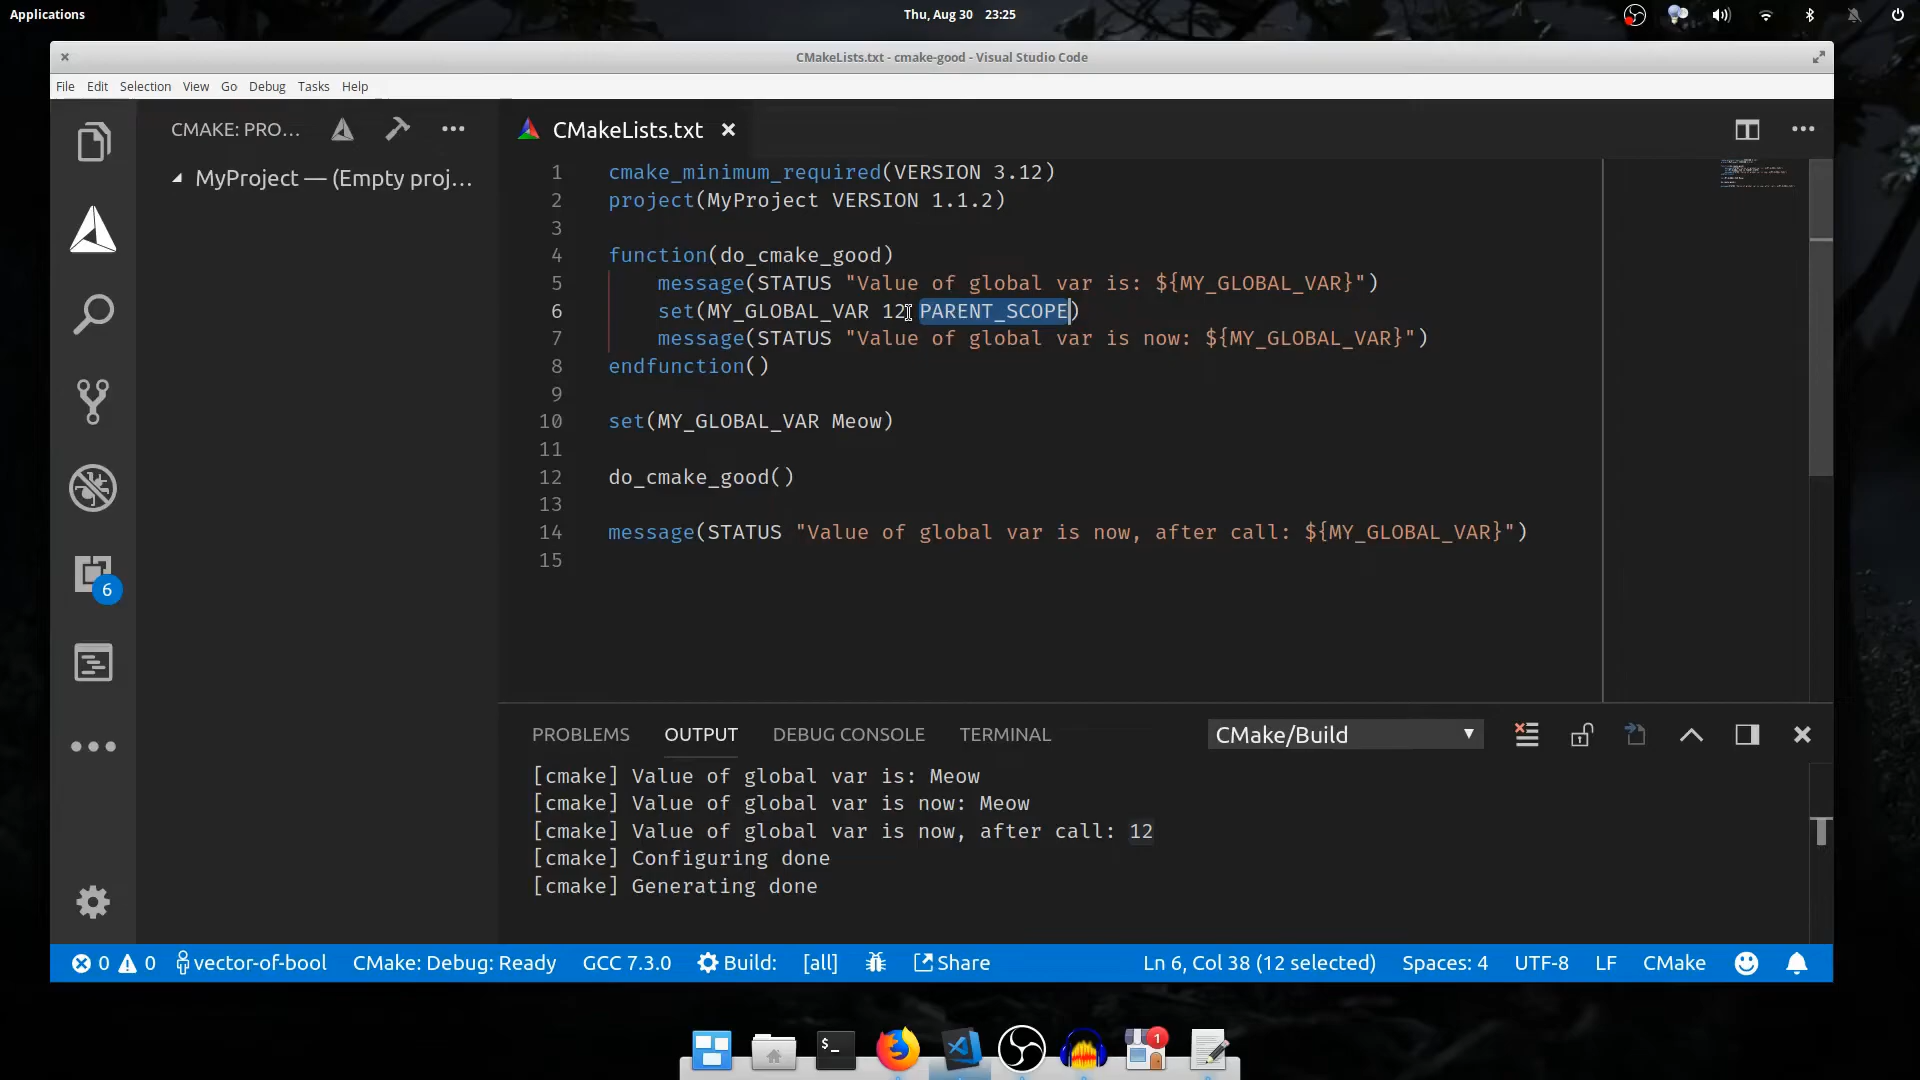 Applications
Thu, Aug 30 23:25
CMakeLists.txt - cmake-good - Visual Studio Code
File Edit Selection View Go Debug Tasks Help
CMAKE: PRO...
MyProject — (Empty proj...
CMakeLists.txt
1 cmake_minimum_required(VERSION 3.12)
2 project(MyProject VERSION 1.1.2)
3
4 function(do_cmake_good)
5 message(STATUS "Value of global var is: ${MY_GLOBAL_VAR}")
6 set(MY_GLOBAL_VAR 12 PARENT_SCOPE)
7 message(STATUS "Value of global var is now: ${MY_GLOBAL_VAR}")
8 endfunction()
9
10 set(MY_GLOBAL_VAR Meow)
11
12 do_cmake_good()
13
14 message(STATUS "Value of global var is now, after call: ${MY_GLOBAL_VAR}")
15
6
PROBLEMS OUTPUT DEBUG CONSOLE TERMINAL CMake/Build
[cmake] Value of global var is: Meow
[cmake] Value of global var is now: Meow
[cmake] Value of global var is now, after call: 12
[cmake] Configuring done
[cmake] Generating done
0 0 vector-of-bool CMake: Debug: Ready GCC 7.3.0 Build: [all] Share Ln 6, Col 38 (12 selected) Spaces: 4 UTF-8 LF CMake
$_
1